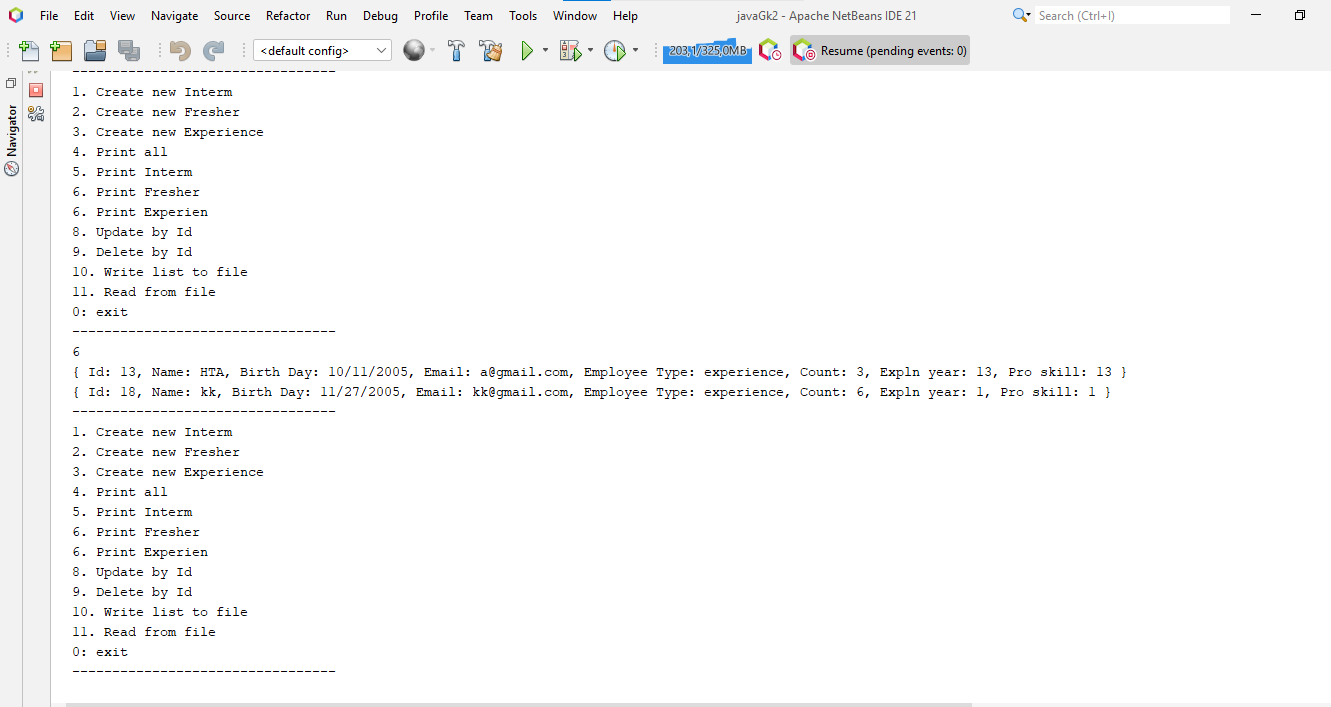 File Edit View Navigate Source Refactor Run Debug Profile Team Tools Window Help javaGk2 - Apache NetBeans IDE 21 Search (Ctrl+I)
<default config> 203,1/325,0MB Resume (pending events: 0)
Navigator
---------------------------------
1. Create new Interm
2. Create new Fresher
3. Create new Experience
4. Print all
5. Print Interm
6. Print Fresher
6. Print Experien
8. Update by Id
9. Delete by Id
10. Write list to file
11. Read from file
0: exit
---------------------------------
6
{ Id: 13, Name: HTA, Birth Day: 10/11/2005, Email: a@gmail.com, Employee Type: experience, Count: 3, Expln year: 13, Pro skill: 13 }
{ Id: 18, Name: kk, Birth Day: 11/27/2005, Email: kk@gmail.com, Employee Type: experience, Count: 6, Expln year: 1, Pro skill: 1 }
---------------------------------
1. Create new Interm
2. Create new Fresher
3. Create new Experience
4. Print all
5. Print Interm
6. Print Fresher
6. Print Experien
8. Update by Id
9. Delete by Id
10. Write list to file
11. Read from file
0: exit
---------------------------------